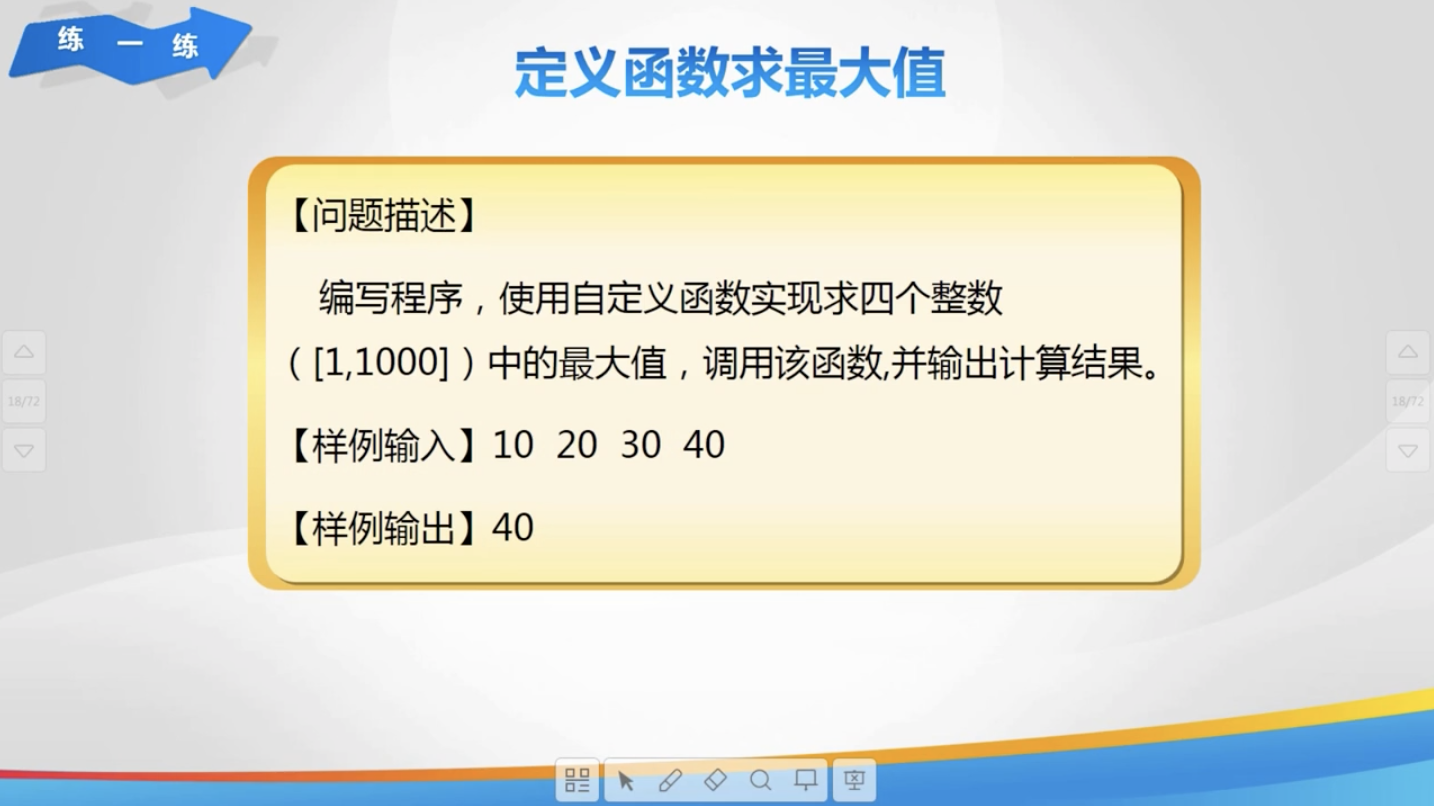 练一练
定义函数求最大值
【问题描述】
编写程序，使用自定义函数实现求四个整数
（[1,1000]）中的最大值，调用该函数,并输出计算结果。
【样例输入】10 20 30 40
【样例输出】40
18/72
18/72